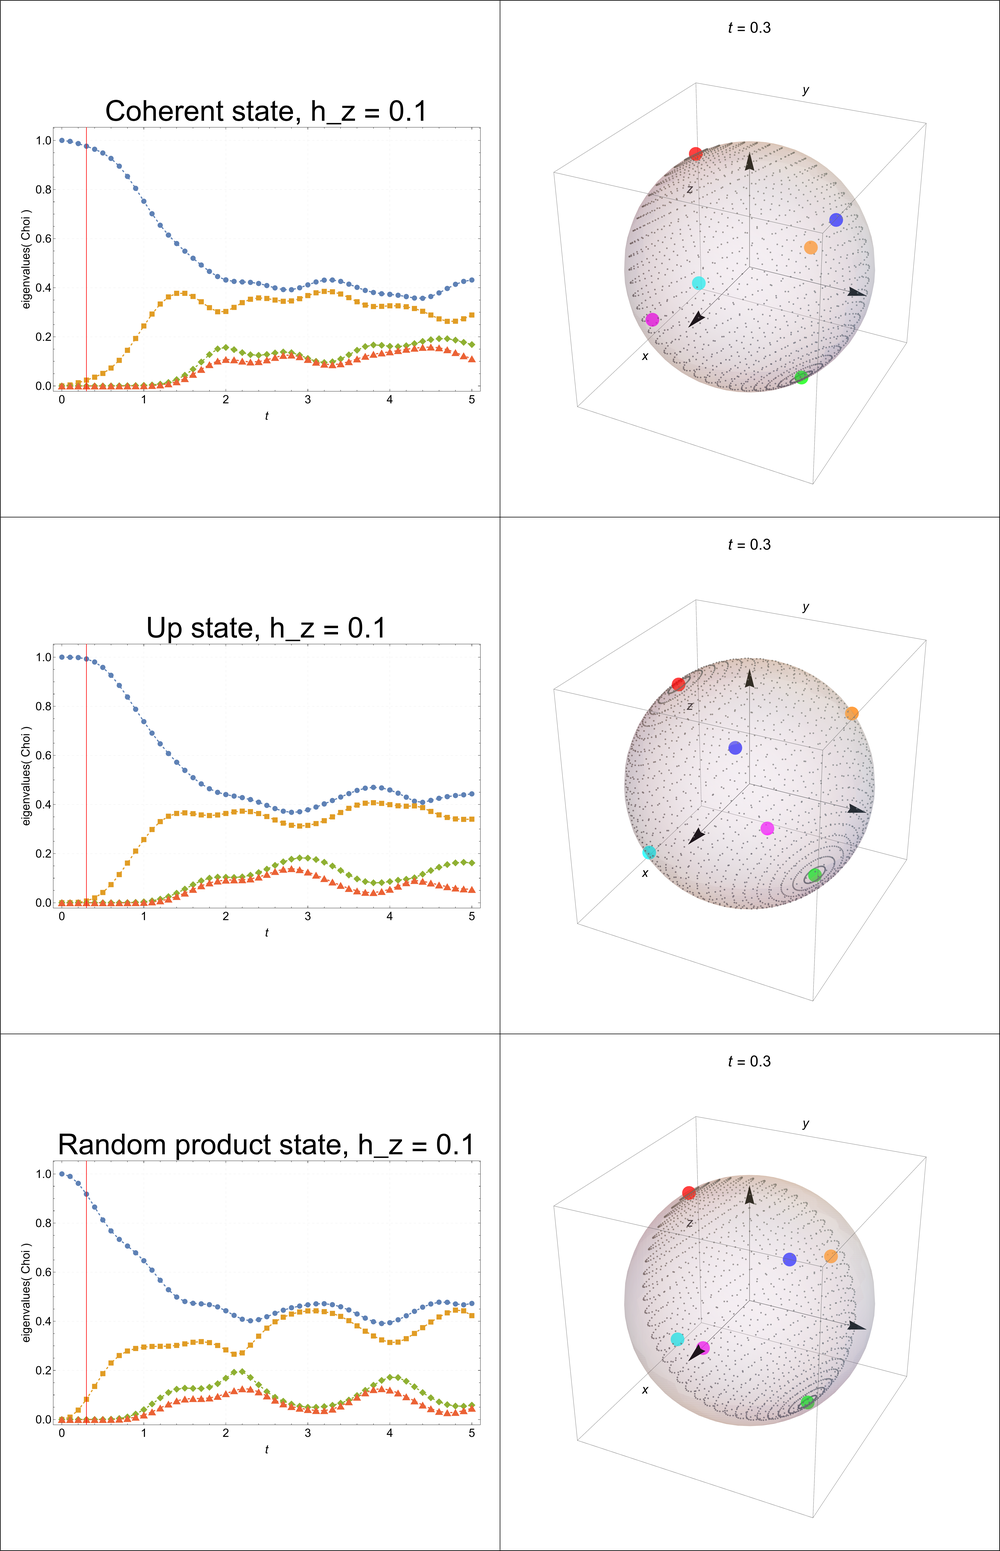 Coherent state, h_z = 0.1
eigenvalues( Choi )
1.0
0.8
0.6
0.4
0.2
0.0
0 1 2 3 4 5
t
t = 0.3
y
z
x
Up state, h_z = 0.1
eigenvalues( Choi )
1.0
0.8
0.6
0.4
0.2
0.0
0 1 2 3 4 5
t
t = 0.3
y
z
x
Random product state, h_z = 0.1
eigenvalues( Choi )
1.0
0.8
0.6
0.4
0.2
0.0
0 1 2 3 4 5
t
t = 0.3
y
z
x